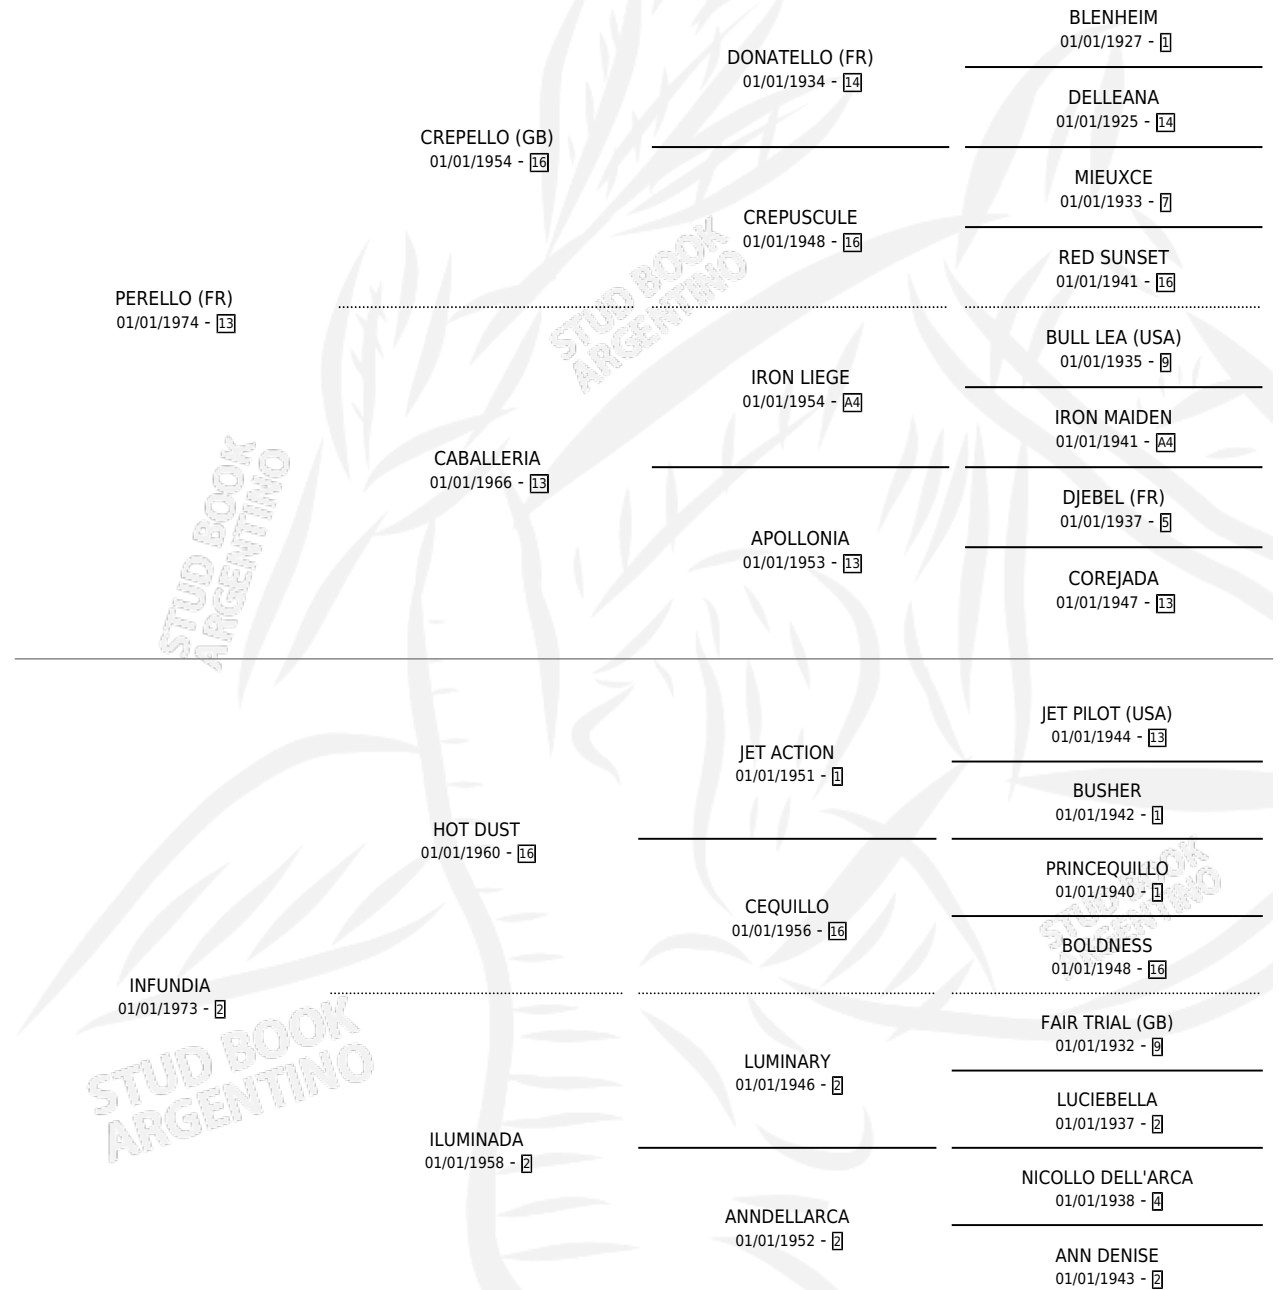 BLENHEIM
01/01/1927 - 1
DONATELLO (FR)
01/01/1934 - 14
DELLEANA
01/01/1925 - 14
CREPELLO (GB)
01/01/1954 - 16
MIEUXCE
01/01/1933 - 7
CREPUSCULE
01/01/1948 - 16
RED SUNSET
01/01/1941 - 16
PERELLO (FR)
01/01/1974 - 13
STUD BOOK
ARGENTINO
BULL LEA (USA)
01/01/1935 - 9
IRON LIEGE
01/01/1954 - A4
IRON MAIDEN
01/01/1941 - A4
CABALLERIA
01/01/1966 - 13
DJEBEL (FR)
01/01/1937 - 5
APOLLONIA
01/01/1953 - 13
COREJADA
01/01/1947 - 13
STUD BOOK
ARGENTINO
JET PILOT (USA)
01/01/1944 - 13
JET ACTION
01/01/1951 - 1
BUSHER
01/01/1942 - 1
HOT DUST
01/01/1960 - 16
PRINCEQUILLO
01/01/1940 - 1
CEQUILLO
01/01/1956 - 16
STUD BOOK
ARGENTINO
BOLDNESS
01/01/1948 - 16
INFUNDIA
01/01/1973 - 2
STUD BOOK
ARGENTINO
FAIR TRIAL (GB)
01/01/1932 - 9
LUMINARY
01/01/1946 - 2
LUCIEBELLA
01/01/1937 - 2
ILUMINADA
01/01/1958 - 2
NICOLLO DELL'ARCA
01/01/1938 - 4
ANNDELLARCA
01/01/1952 - 2
ANN DENISE
01/01/1943 - 2